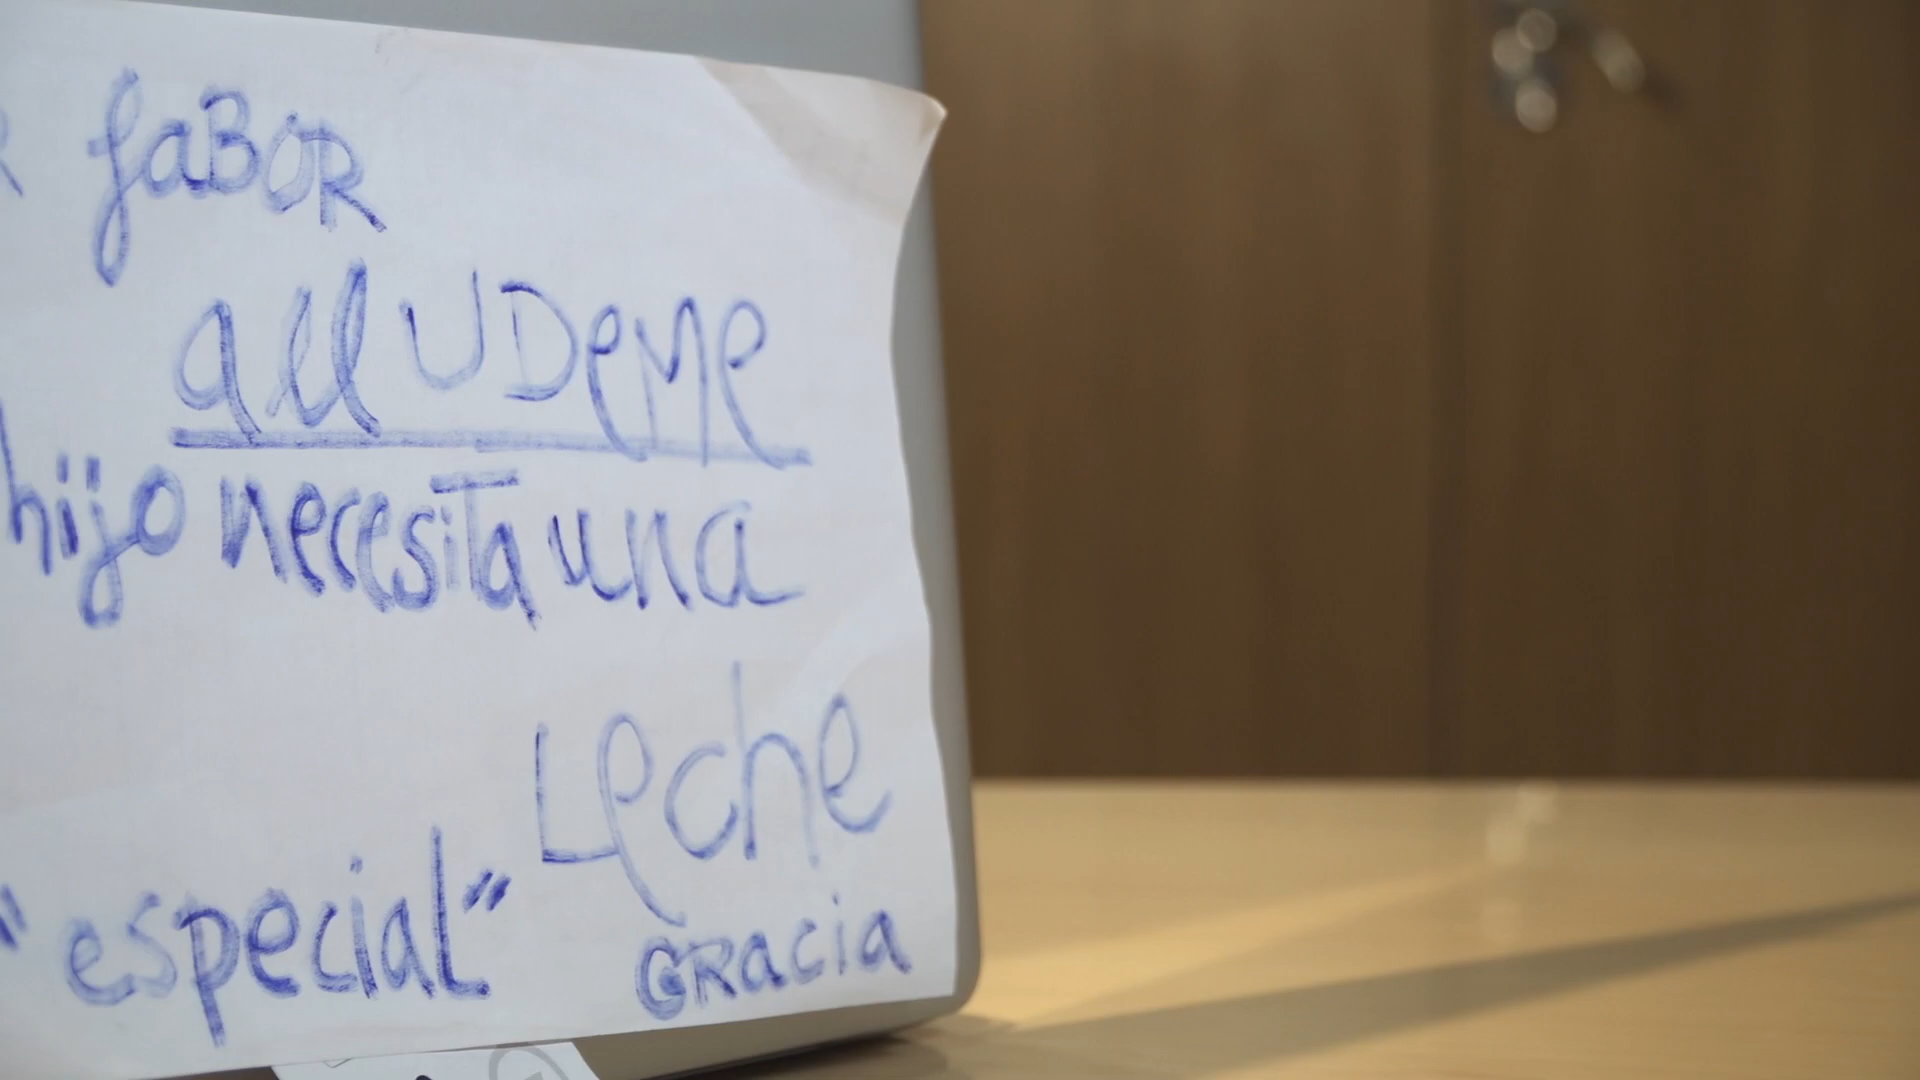 faBOR
allUDeMe
hijo necesita una
Leche
"especial"
GRacia